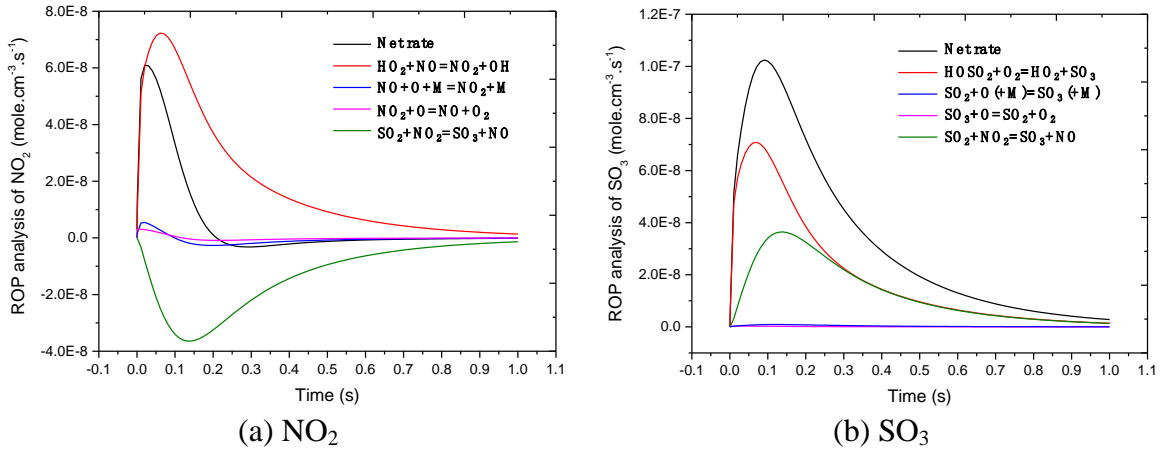 ROP analysis of NO₂ (mole.cm⁻³.s⁻¹)
8.0E-8
6.0E-8
4.0E-8
2.0E-8
0.0
-2.0E-8
-4.0E-8
Netrate
HO₂+NO=NO₂+OH
NO+O+M=NO₂+M
NO₂+O=NO+O₂
SO₂+NO₂=SO₃+NO
-0.1 0.0 0.1 0.2 0.3 0.4 0.5 0.6 0.7 0.8 0.9 1.0 1.1
Time (s)
(a) NO₂
ROP analysis of SO₃ (mole.cm⁻³.s⁻¹)
1.2E-7
1.0E-7
8.0E-8
6.0E-8
4.0E-8
2.0E-8
0.0
Netrate
HOSO₂+O₂=HO₂+SO₃
SO₂+O(+M)=SO₃(+M)
SO₃+O=SO₂+O₂
SO₂+NO₂=SO₃+NO
-0.1 0.0 0.1 0.2 0.3 0.4 0.5 0.6 0.7 0.8 0.9 1.0 1.1
Time (s)
(b) SO₃